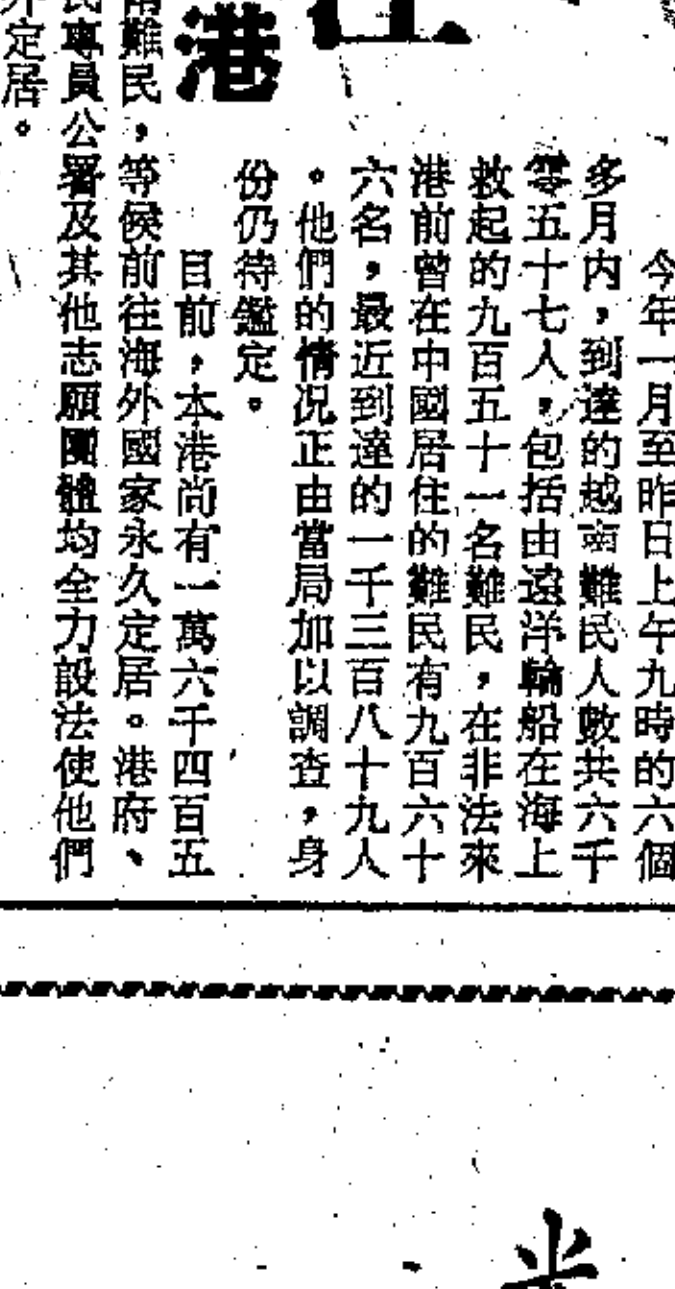 港
今年一月至昨日上午九時的六個
多月內，到達的越南難民人數共六千
零五十七人，包括由遠洋輪船在海上
救起的九百五十一名難民，在非法來
港前曾在中國居住的難民有九百六十
六名，最近到達的一千三百八十九人
。他們的情況正由當局加以調查，身
份仍待鑑定。
目前，本港尚有一萬六千四百五
南難民，等候前往海外國家永久定居。港府、
民專員公署及其他志願團體均全力設法使他們
外定居。